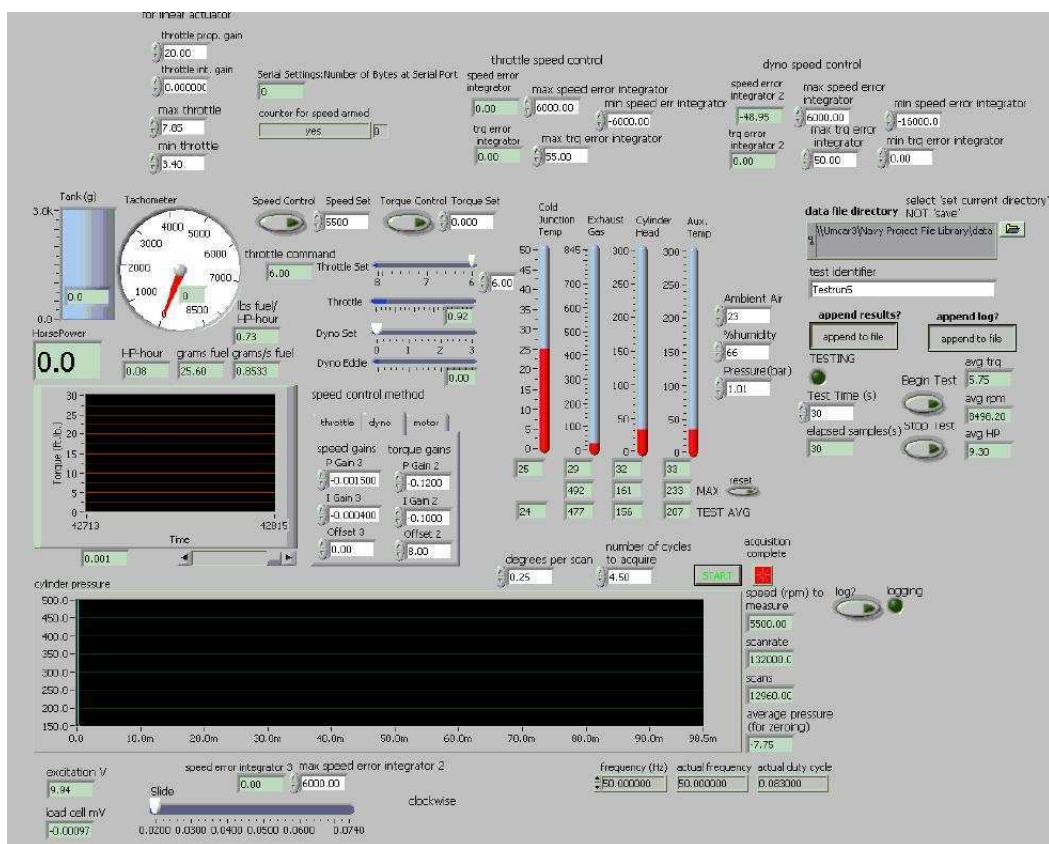 for linear actuator
throttle prop. gain
20.00
throttle int. gain
0.000000
max throttle
7.05
min throttle
3.40
Serial Settings:Number of Bytes at Serial Port
0
counter for speed armed
yes
0
throttle speed control
speed error integrator
0.00
max speed error integrator
6000.00
min speed err integrator
-6000.00
trq error integrator
0.00
max trq error integrator
55.00
dyno speed control
speed error integrator 2
-48.95
max speed error integrator
6000.00
min speed error integrator
-16000.0
trq error integrator 2
0.00
max trq error integrator
50.00
min trq error integrator
0.00
Tank (g)
3.0k
0.0
0.0
Tachometer
0
1000
2000
3000
4000
5000
6000
7000
8500
0
Speed Control
Speed Set
5500
Torque Control
Torque Set
0.000
throttle command
6.00
Throttle Set
8 7 6
6.00
Throttle
0.92
Dyno Set
0 1 2 3
Dyno Eddie
0.00
lbs fuel/
HP-hour
0.73
HorsePower
0.0
HP-hour
0.08
grams fuel
25.60
grams/s fuel
0.8533
Torque (ft.lb.)
30
25
20
15
10
5
0
42713
42815
Time
0.001
speed control method
throttle dyno motor
speed gains
torque gains
P Gain 3
-0.001500
P Gain 2
-0.1200
I Gain 3
-0.000400
I Gain 2
-0.1000
Offset 3
0.00
Offset 2
8.00
Cold Junction Temp
50
45
40
35
30
25
20
15
10
5
0
25
24
Exhaust Gas
845
700
600
500
400
300
200
100
0
29
492
477
Cylinder Head
300
250
200
150
100
50
0
32
161
156
Aux. Temp
300
250
200
150
100
50
0
33
233
207
MAX
reset
TEST AVG
Ambient Air
23
%humidity
66
Pressure(bar)
1.01
select 'set current directory'
NOT 'save'
data file directory
\\Umcar3\Navy Project File Library\data
test identifier
Testrun5
append results?
append to file
append log?
append to file
TESTING
Test Time (s)
30
elapsed samples(s)
30
Begin Test
Stop Test
avg trq
5.75
avg rpm
8498.20
avg HP
9.30
degrees per scan
0.25
number of cycles to acquire
4.50
START
acquisition complete
cylinder pressure
500.0
450.0
400.0
350.0
300.0
250.0
200.0
150.0
0.0 10.0m 20.0m 30.0m 40.0m 50.0m 60.0m 70.0m 80.0m 90.0m 98.5m
speed (rpm) to measure
5500.00
log?
logging
scanrate
132000.0
scans
12960.00
average pressure (for zeroing)
-7.75
excitation V
9.94
load cell mV
-0.00097
speed error integrator 3
0.00
max speed error integrator 2
6000.00
Slide
0.0200 0.0300 0.0400 0.0500 0.0600 0.0740
clockwise
frequency (Hz)
50.000000
actual frequency
50.000000
actual duty cycle
0.083000